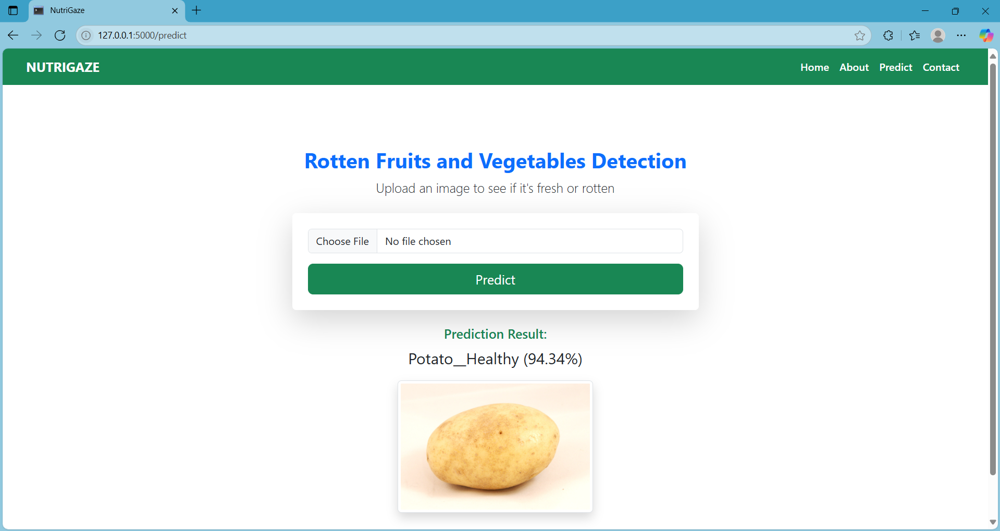 NutriGaze
127.0.0.1:5000/predict
NUTRIGAZE
Home About Predict Contact
Rotten Fruits and Vegetables Detection
Upload an image to see if it's fresh or rotten
Choose File No file chosen
Predict
Prediction Result:
Potato__Healthy (94.34%)